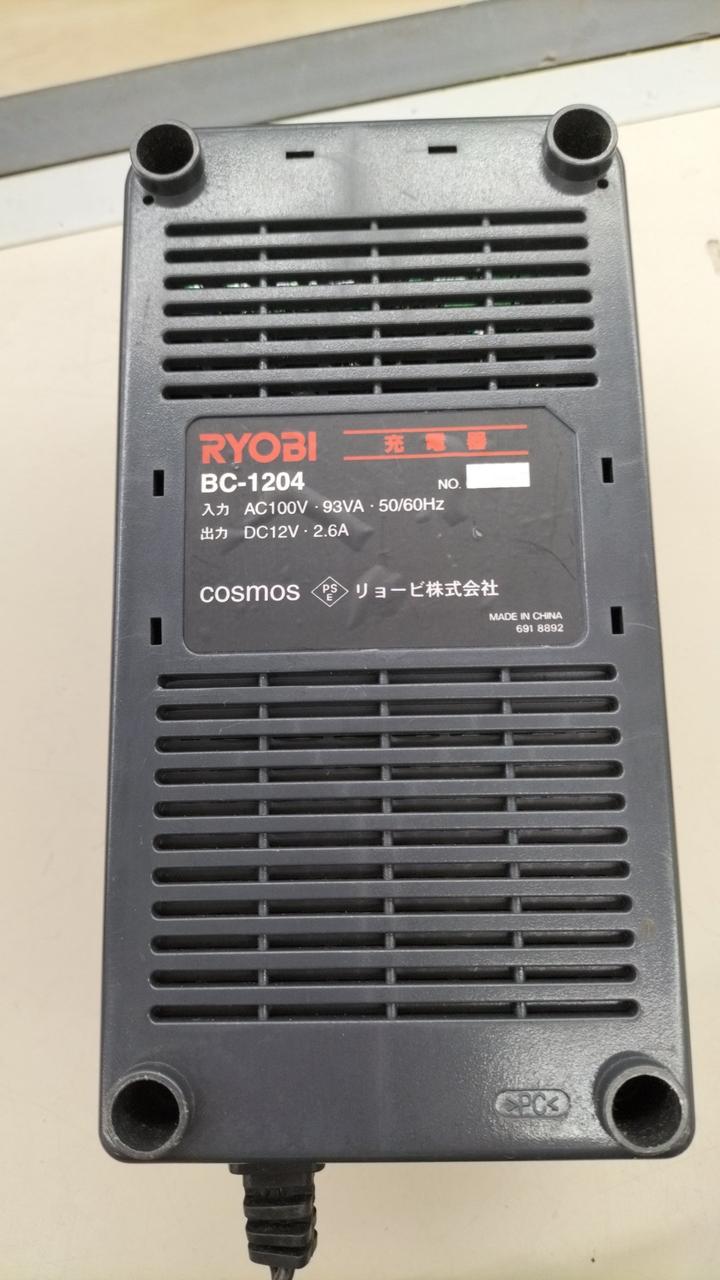 RYOBI 充電器
BC-1204 NO.
入力 AC100V・93VA・50/60Hz
出力 DC12V・2.6A
cosmos PSE リョービ株式会社
MADE IN CHINA
691 8892
>PC<